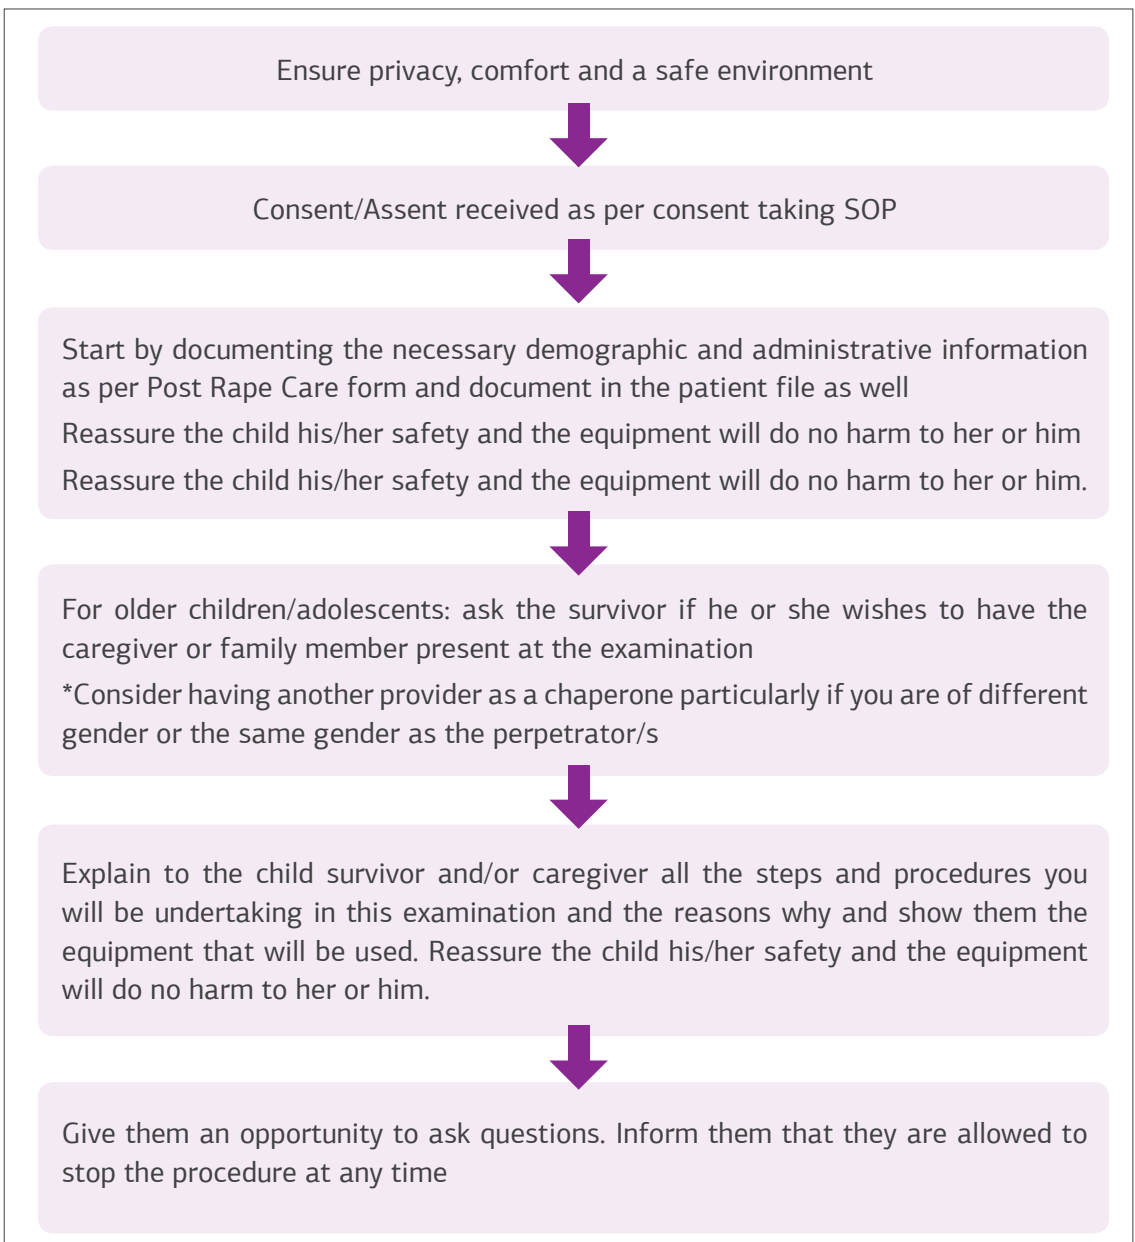 Ensure privacy, comfort and a safe environment
Consent/Assent received as per consent taking SOP
Start by documenting the necessary demographic and administrative information
as per Post Rape Care form and document in the patient file as well
Reassure the child his/her safety and the equipment will do no harm to her or him
Reassure the child his/her safety and the equipment will do no harm to her or him.
For older children/adolescents: ask the survivor if he or she wishes to have the
caregiver or family member present at the examination
*Consider having another provider as a chaperone particularly if you are of different
gender or the same gender as the perpetrator/s
Explain to the child survivor and/or caregiver all the steps and procedures you
will be undertaking in this examination and the reasons why and show them the
equipment that will be used. Reassure the child his/her safety and the equipment
will do no harm to her or him.
Give them an opportunity to ask questions. Inform them that they are allowed to
stop the procedure at any time